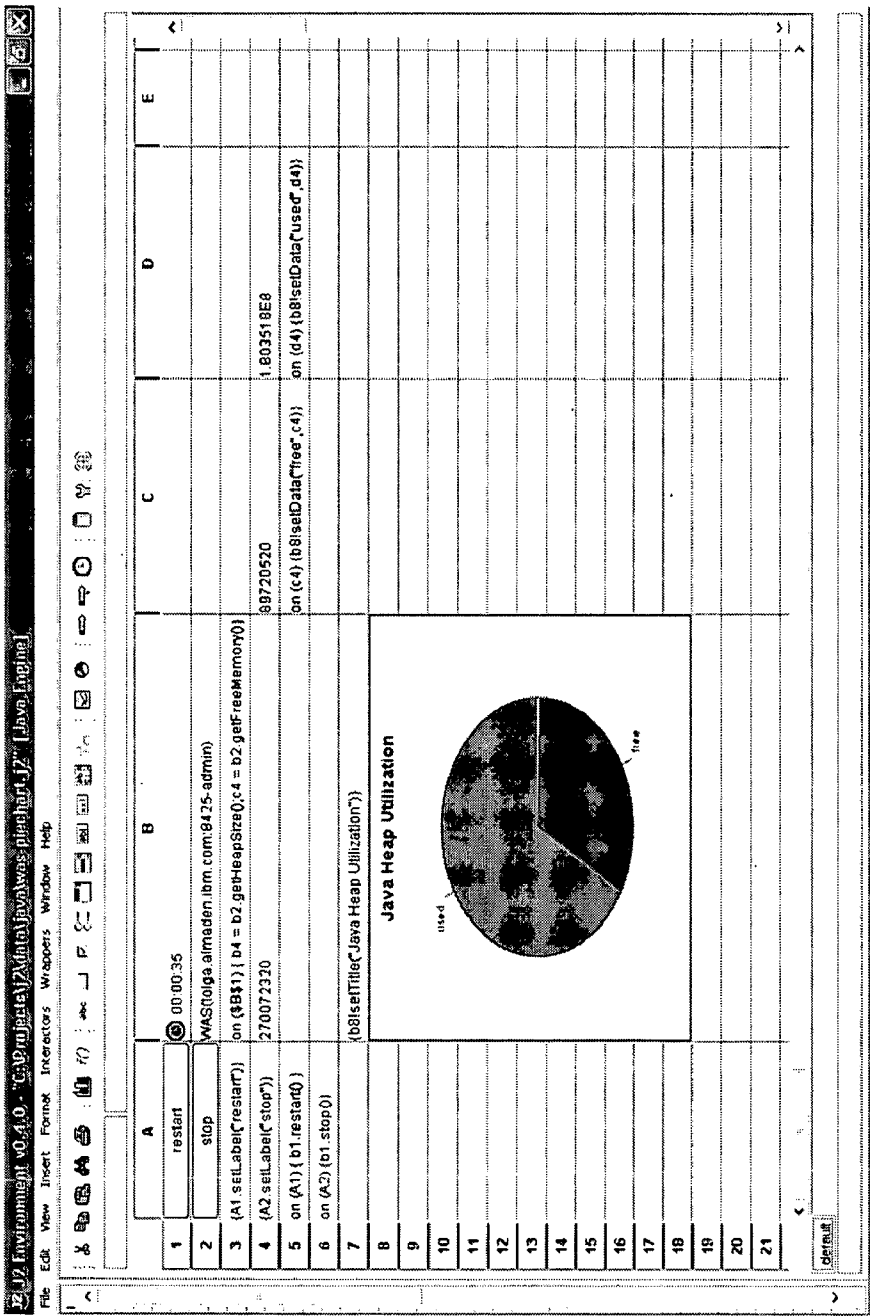 J2 Environment v0.4.0 - "C:\AProjects\j2\data\java\was-piechart.j2" [Java Engine]
File Edit View Insert Format Interactors Wrappers Window Help
f() abc
A B C D E
1 restart 00:00:35
2 stop WAS(tolga.almaden.ibm.com:8425-admin)
3 {A1.setLabel("restart")} on ($B$1) { b4 = b2.getHeapSize();c4 = b2.getFreeMemory()}
4 {A2.setLabel("stop")} 270072320 89720520 1.803518E8
5 on (A1) { b1.restart() } on (c4) {b8!setData("free",c4)} on (d4) {b8!setData("used",d4)}
6 on (A2) {b1.stop()}
7 {b8!setTitle("Java Heap Utilization")}
8
Java Heap Utilization
9
10
used
11
12
13
14
15
16
free
17
18
19
20
21
default